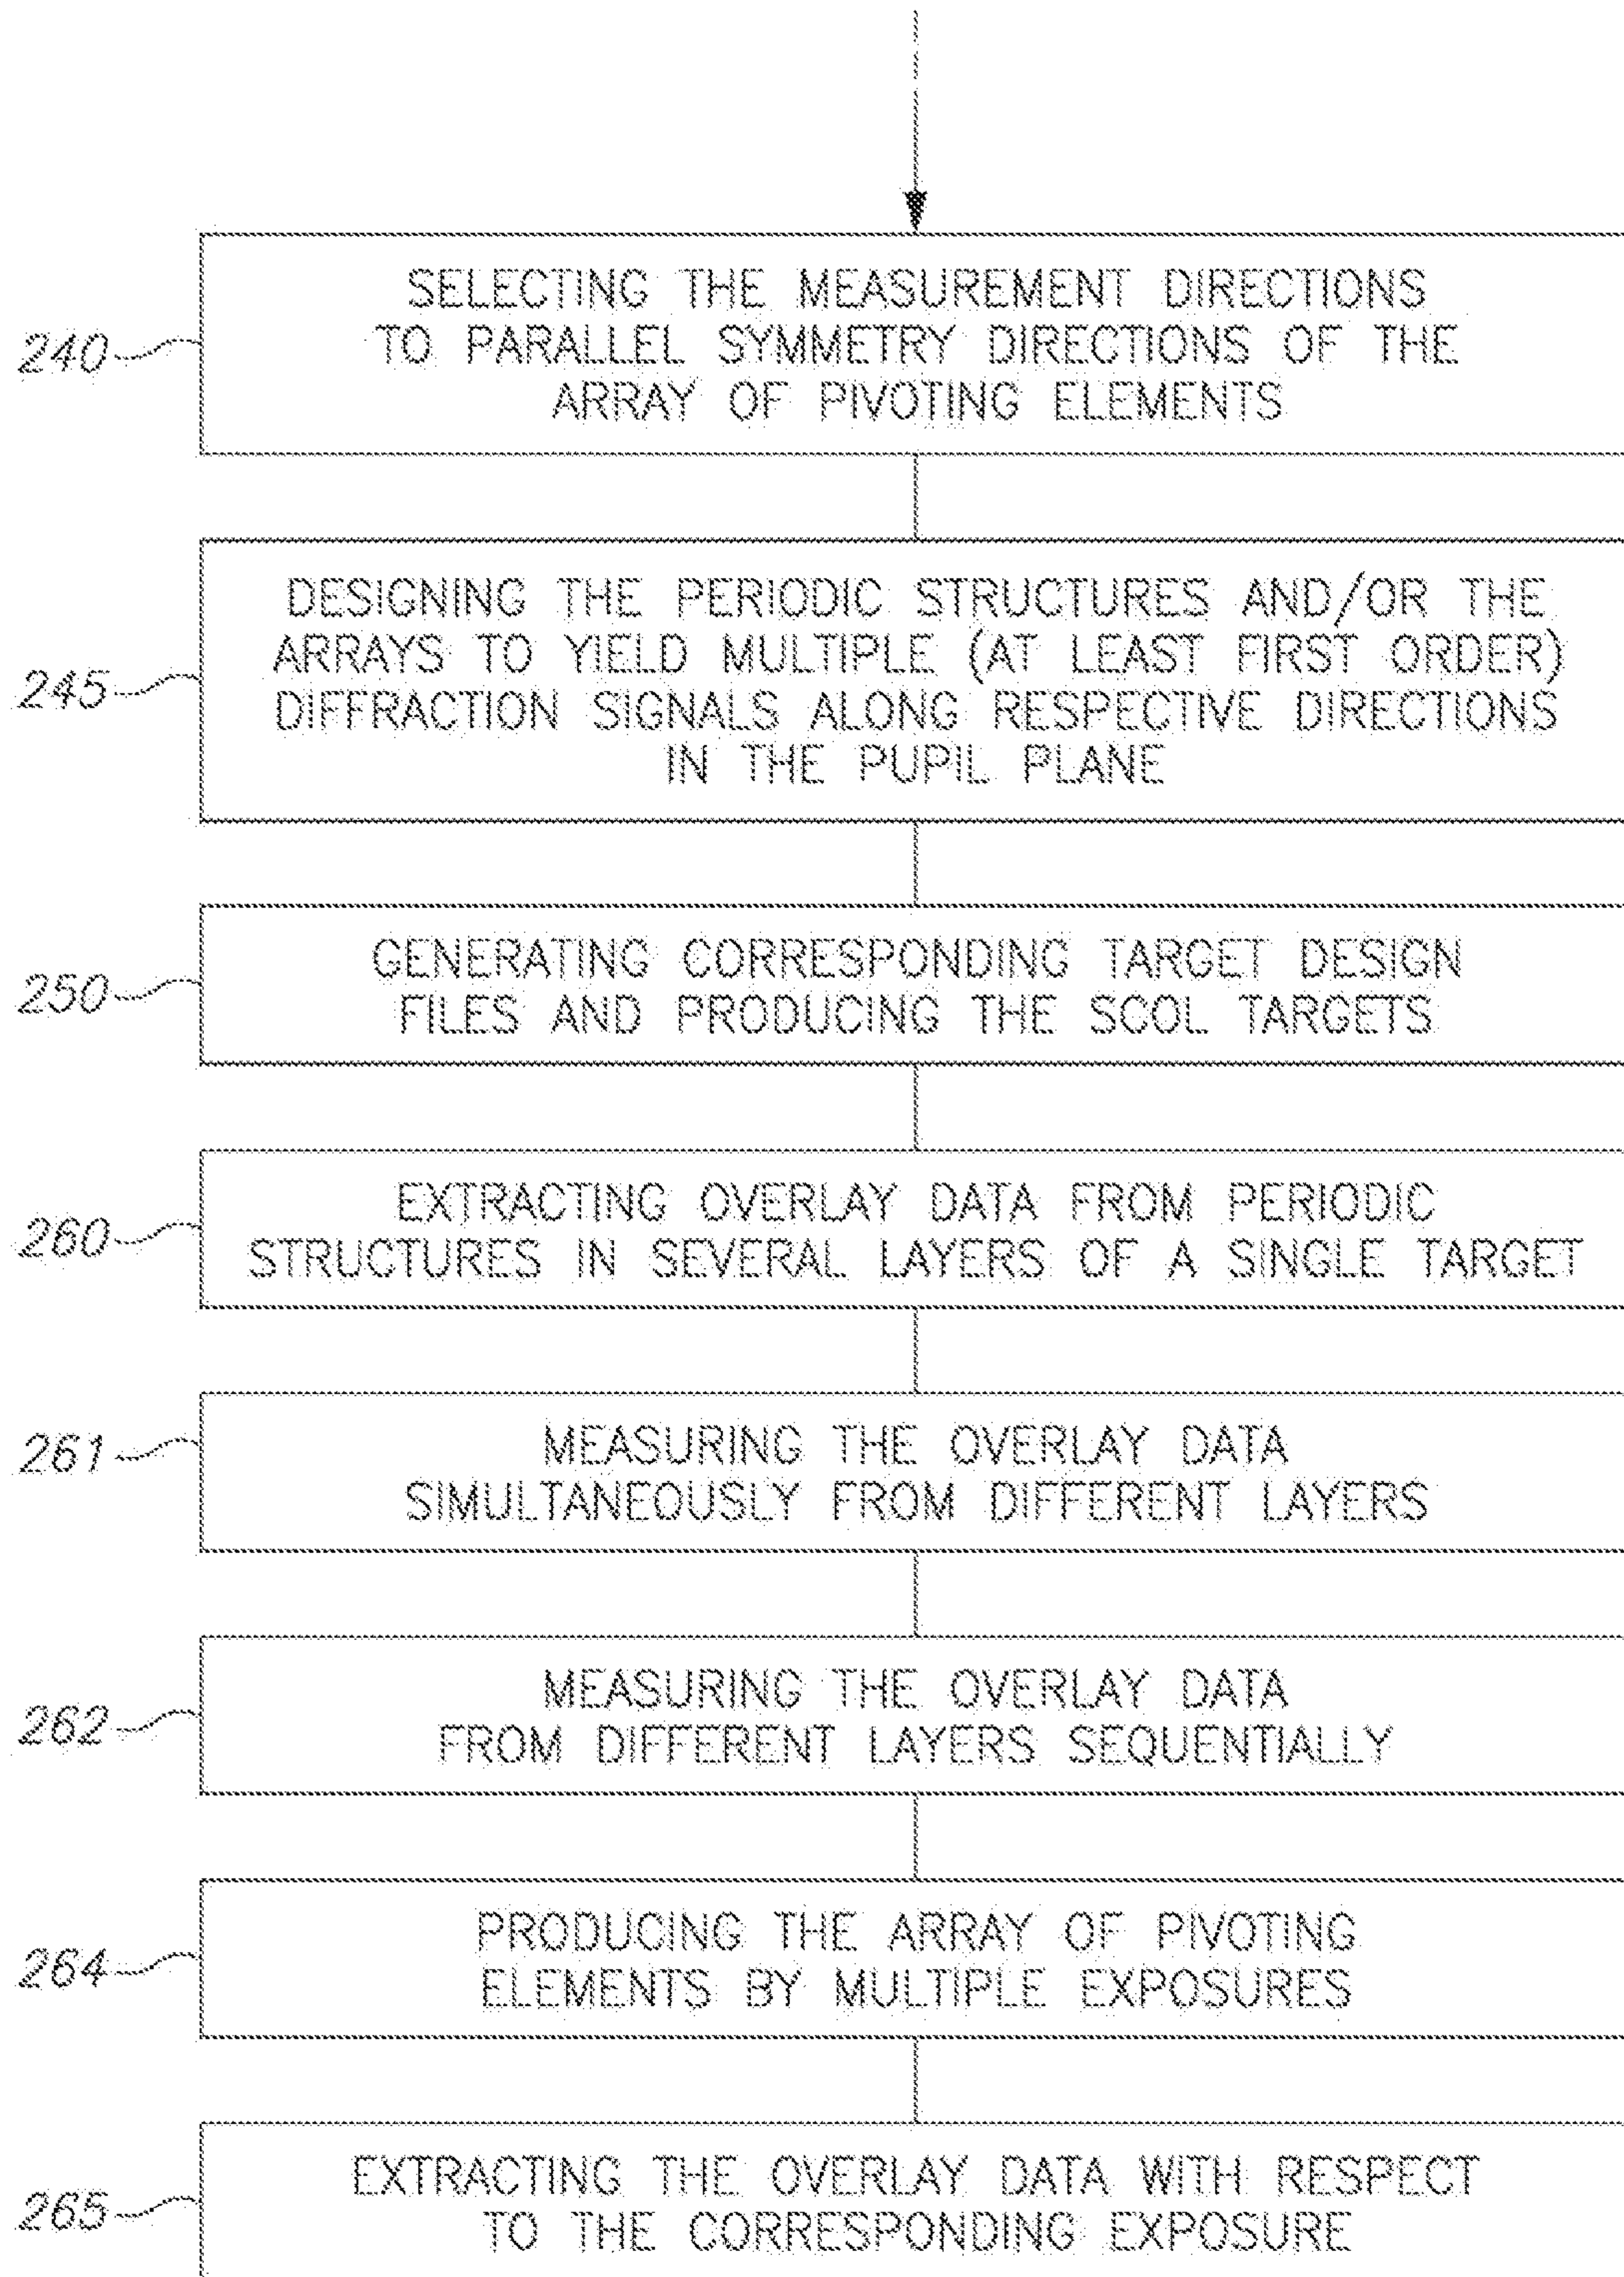 240
SELECTING THE MEASUREMENT DIRECTIONS
TO PARALLEL SYMMETRY DIRECTIONS OF THE
ARRAY OF PIVOTING ELEMENTS
245
DESIGNING THE PERIODIC STRUCTURES AND/OR THE
ARRAYS TO YIELD MULTIPLE (AT LEAST FIRST ORDER)
DIFFRACTION SIGNALS ALONG RESPECTIVE DIRECTIONS
IN THE PUPIL PLANE
250
GENERATING CORRESPONDING TARGET DESIGN
FILES AND PRODUCING THE SCOL TARGETS
260
EXTRACTING OVERLAY DATA FROM PERIODIC
STRUCTURES IN SEVERAL LAYERS OF A SINGLE TARGET
261
MEASURING THE OVERLAY DATA
SIMULTANEOUSLY FROM DIFFERENT LAYERS
262
MEASURING THE OVERLAY DATA
FROM DIFFERENT LAYERS SEQUENTIALLY
264
PRODUCING THE ARRAY OF PIVOTING
ELEMENTS BY MULTIPLE EXPOSURES
265
EXTRACTING THE OVERLAY DATA WITH RESPECT
TO THE CORRESPONDING EXPOSURE